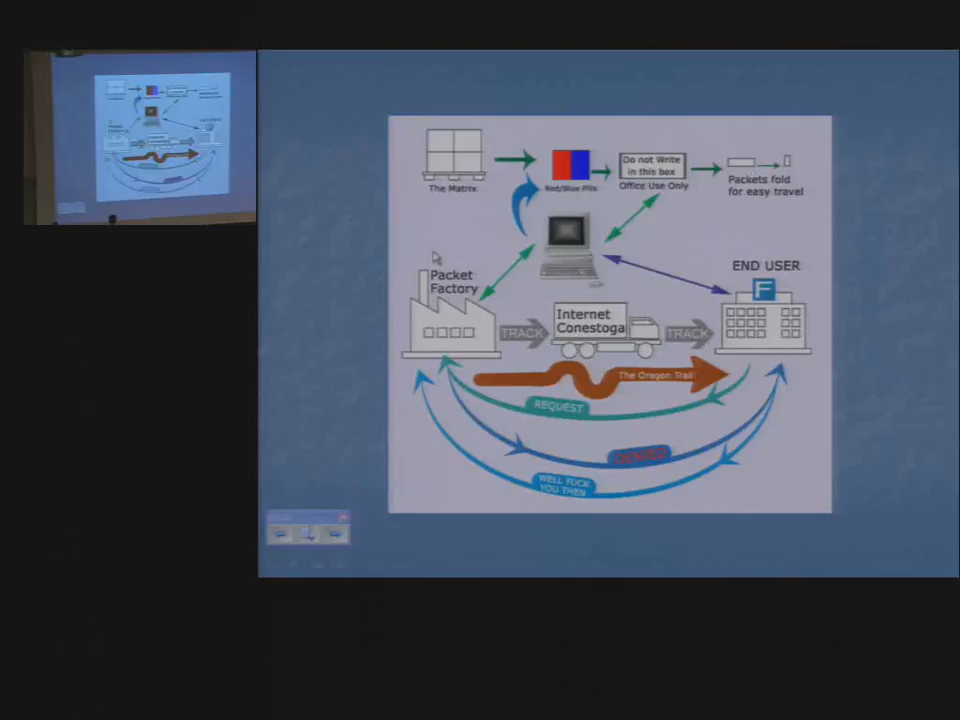 The Matrix
Red/Blue Pills
Do not Write
in this box
Office Use Only
Packets fold
for easy travel
Packet
Factory
END USER
F
TRACK
Internet
Conestoga
TRACK
The Oregon Trail
REQUEST
DENIED
WELL FUCK
YOU THEN